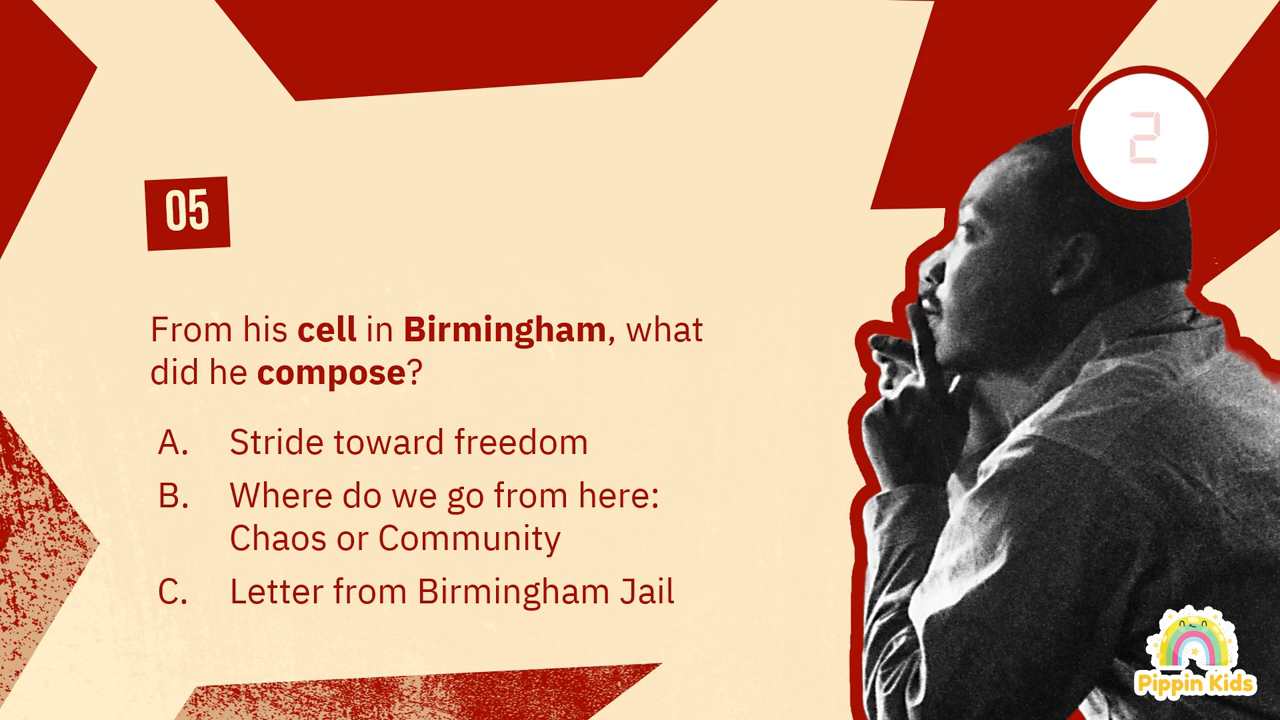 2
05
From his cell in Birmingham, what
did he compose?
A. Stride toward freedom
B. Where do we go from here:
Chaos or Community
C. Letter from Birmingham Jail
Pippin Kids